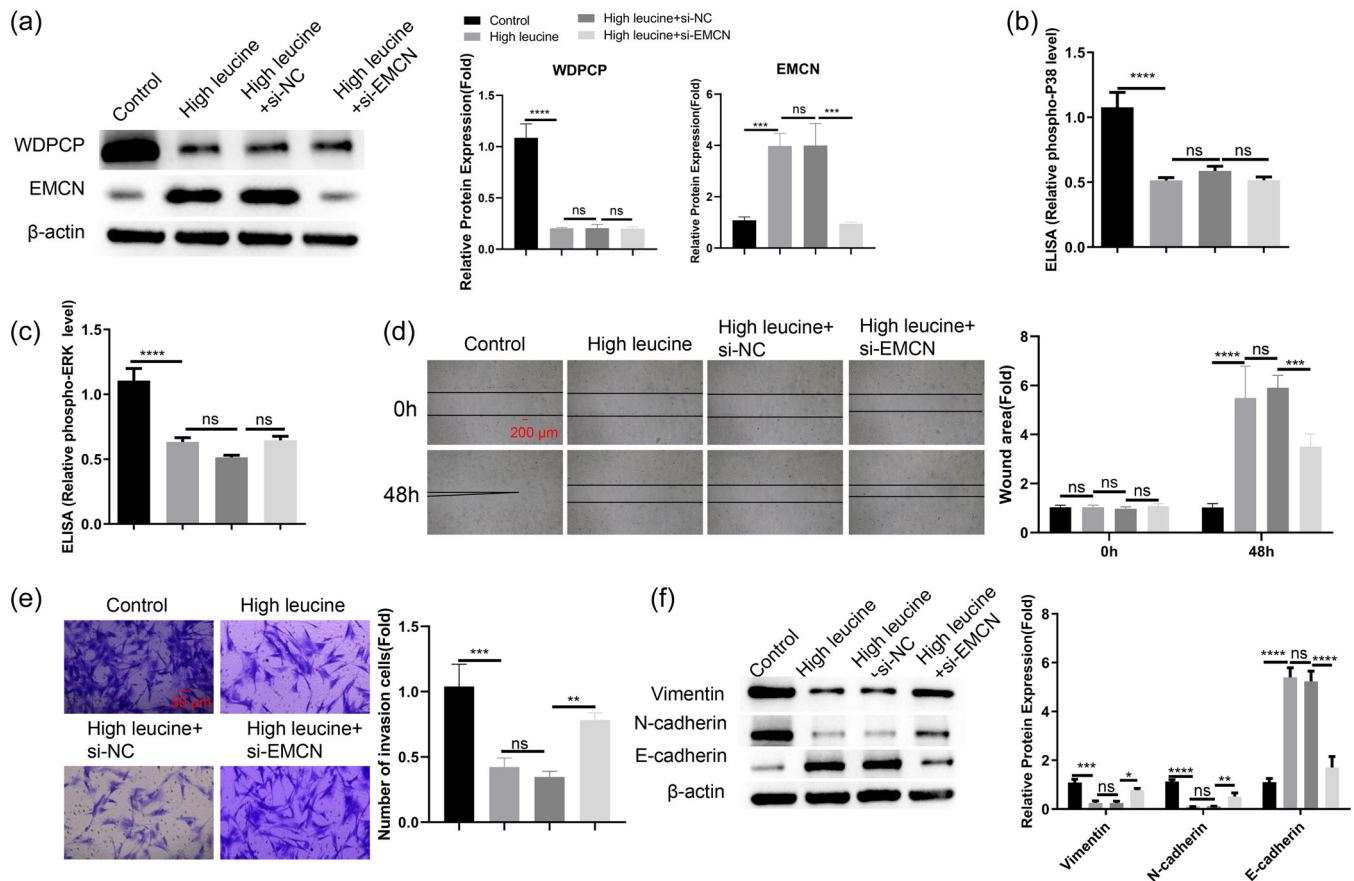 (a)
Control
High leucine
High leucine
+si-NC
High leucine
+si-EMCN
WDPCP
EMCN
β-actin
Control
High leucine
High leucine+si-NC
High leucine+si-EMCN
WDPCP
Relative Protein Expression(Fold)
1.5
1.0
0.5
0.0
****
ns
ns
EMCN
Relative Protein Expression(Fold)
6
4
2
0
***
ns
***
(b)
ELISA (Relative phospho-P38 level)
1.5
1.0
0.5
0.0
****
ns
ns
(c)
ELISA (Relative phospho-ERK level)
1.5
1.0
0.5
0.0
****
ns
ns
(d)
Control
High leucine
High leucine+
si-NC
High leucine+
si-EMCN
0h
200 μm
48h
Wound area(Fold)
8
6
4
2
0
ns
ns
ns
****
ns
***
0h
48h
(e)
Control
High leucine
50 μm
High leucine+
si-NC
High leucine+
si-EMCN
Number of invasion cells(Fold)
1.5
1.0
0.5
0.0
***
ns
**
(f)
Control
High leucine
High leucine
+si-NC
High leucine
+si-EMCN
Vimentin
N-cadherin
E-cadherin
β-actin
Relative Protein Expression(Fold)
8
6
4
2
0
***
ns
*
****
ns
**
****
ns
****
Vimentin
N-cadherin
E-cadherin